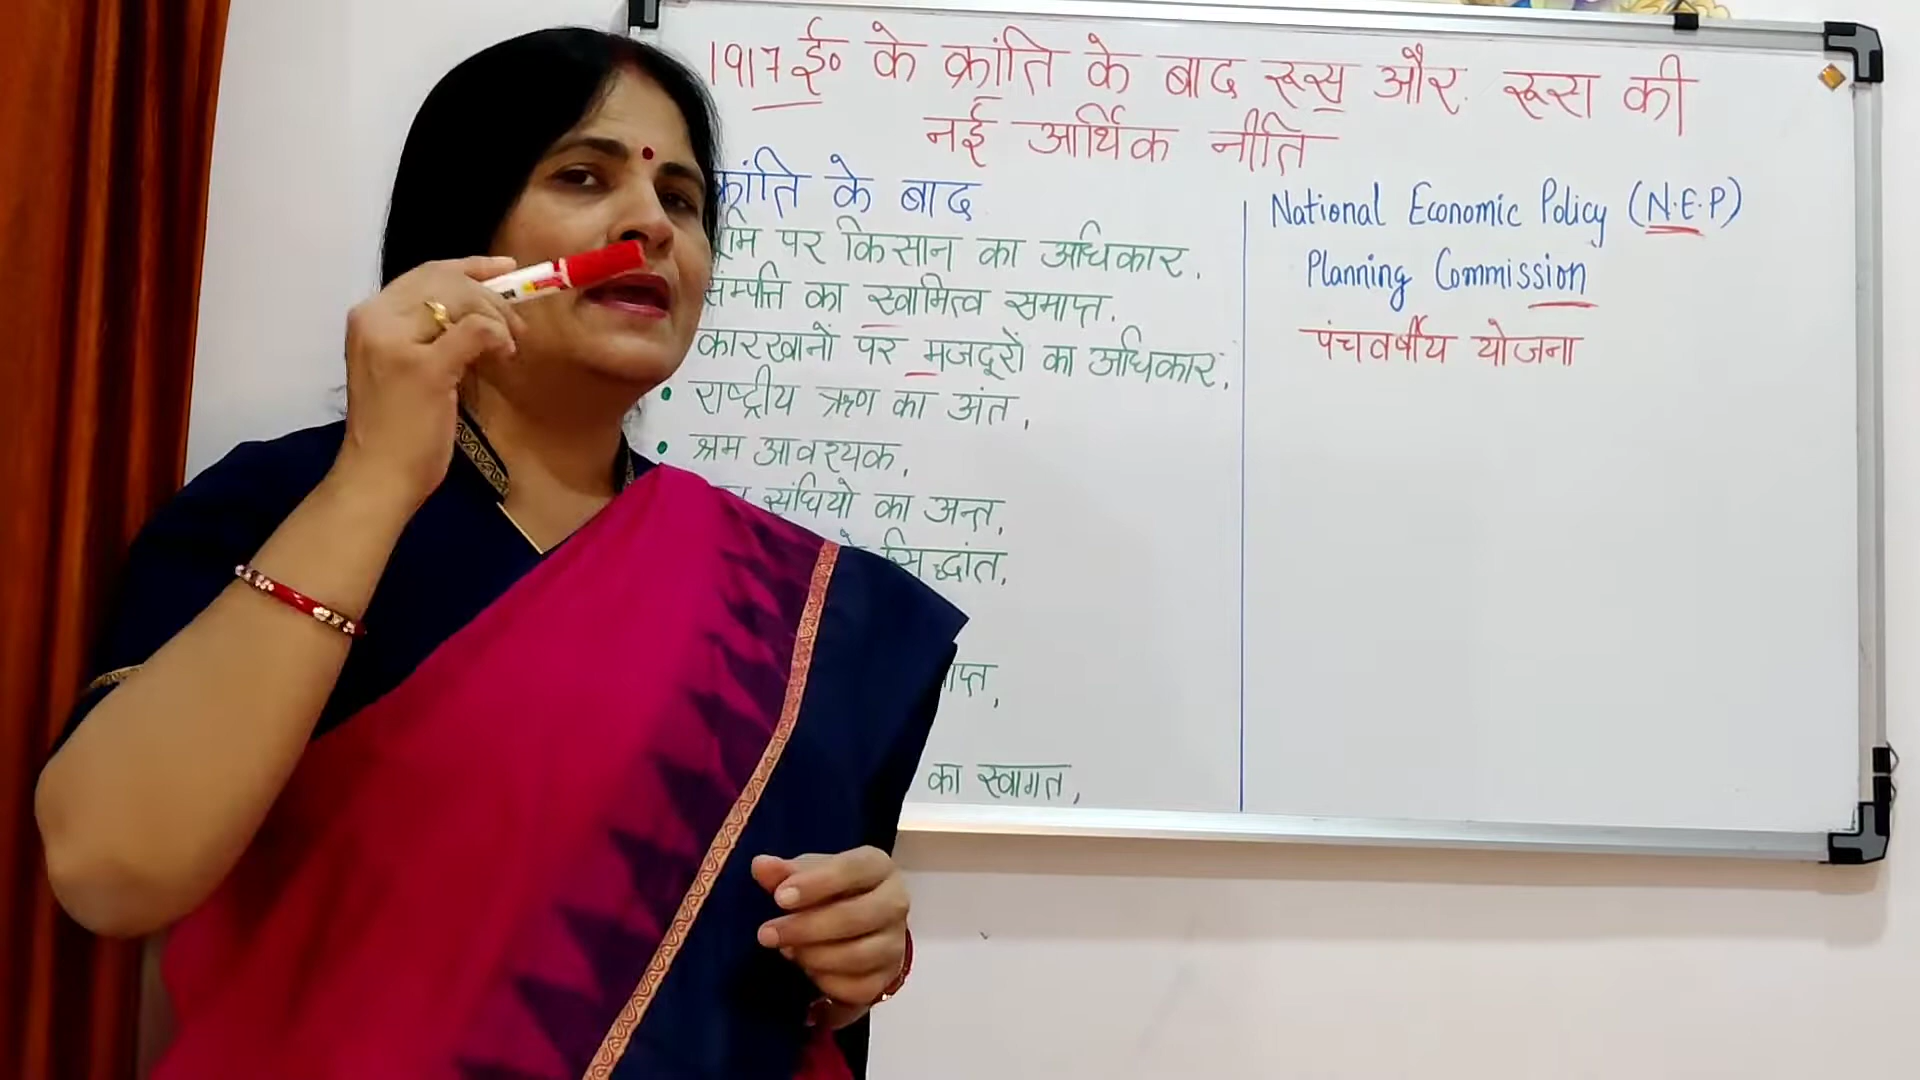 1917 ई० के क्रांति के बाद रूस और रूस की
नई आर्थिक नीति
क्रांति के बाद
पर किसान का अधिकार.
सम्पत्ति का स्वामित्व समाप्त.
कारखानों पर मजदूरों का अधिकार.
• राष्ट्रीय ऋण का अंत.
• श्रम आवश्यक.
संधियो का अन्त.
सिद्धांत.
का स्वागत,
National Economic Policy (N.E.P)
Planning Commission
पंचवर्षीय योजना